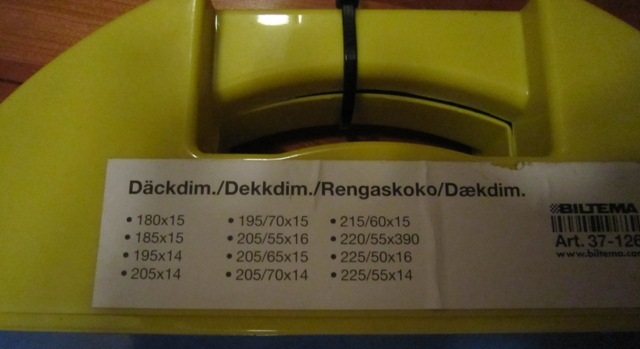 Däckdim./Dekkdim./Rengaskoko/Dækdim.
• 180x15
• 185x15
• 195x14
• 205x14
• 195/70x15
• 205/55x16
• 205/65x15
• 205/70x14
• 215/60x15
• 220/55x390
• 225/50x16
• 225/55x14
BILTEMA
Art. 37-126
www.biltema.com